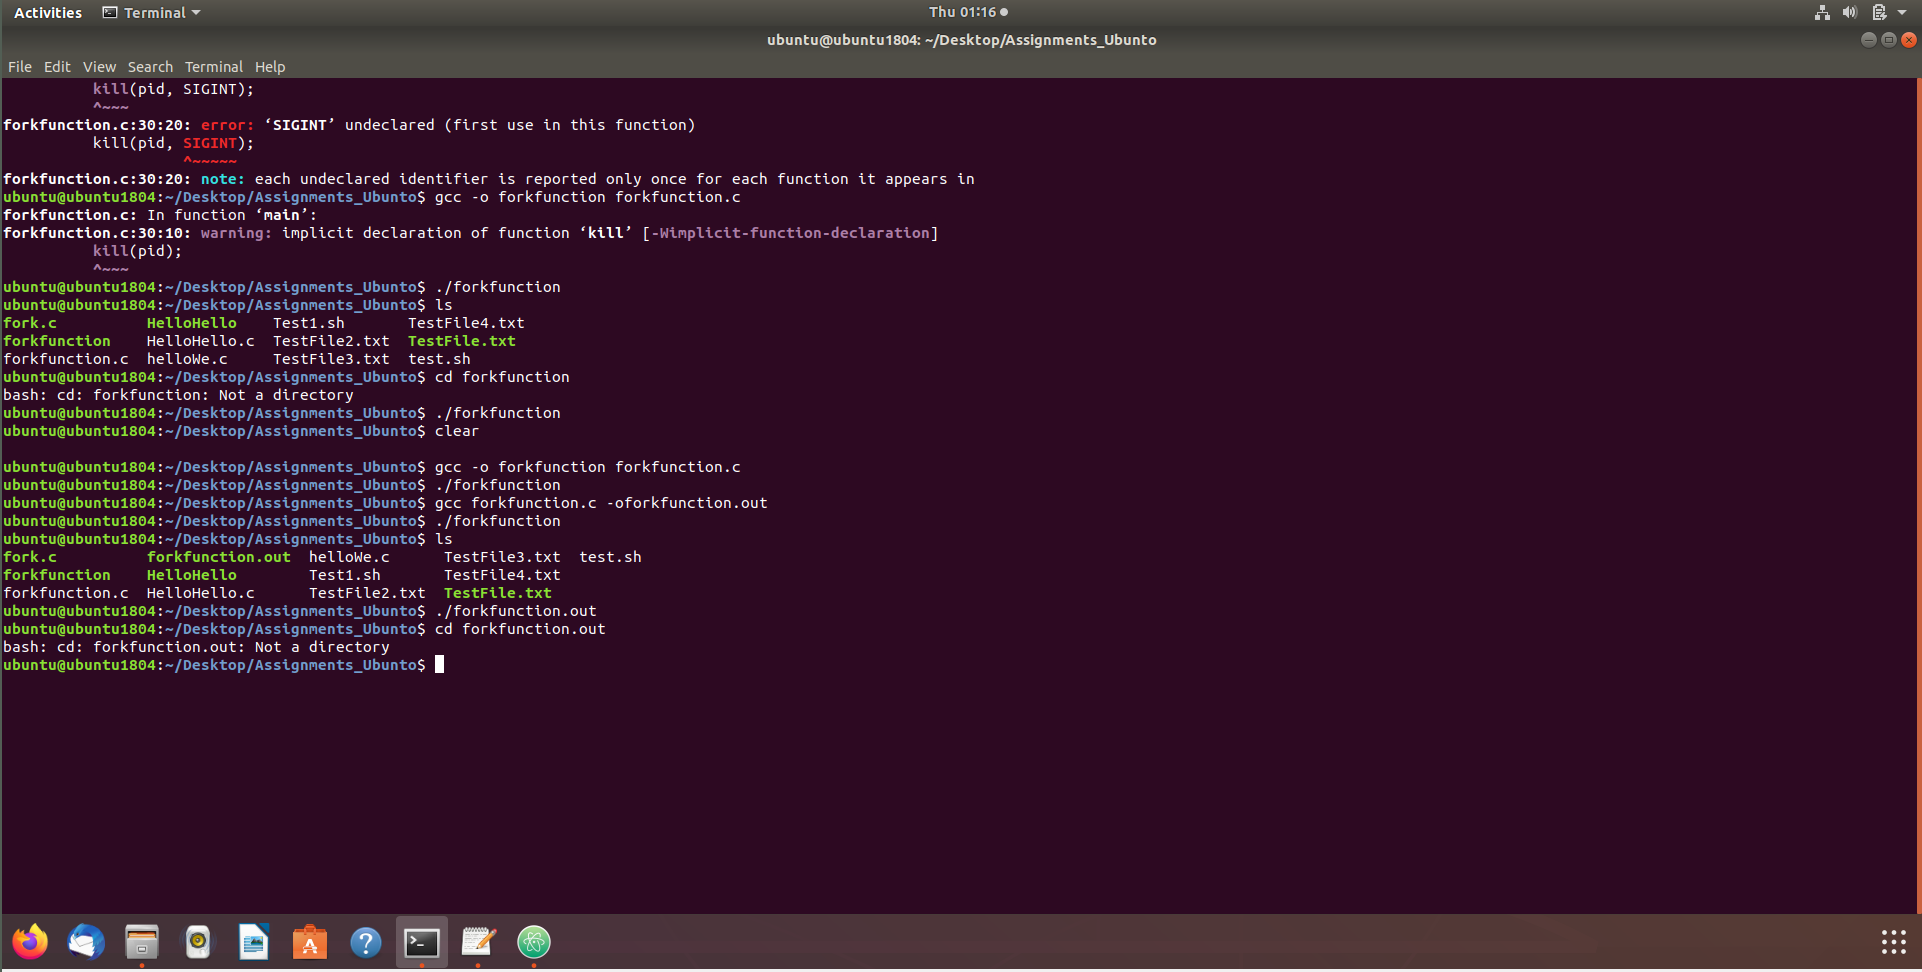 Activities Terminal Thu 01:16
ubuntu@ubuntu1804: ~/Desktop/Assignments_Ubunto
File Edit View Search Terminal Help
kill(pid, SIGINT);
^~~~
forkfunction.c:30:20: error: ‘SIGINT’ undeclared (first use in this function)
kill(pid, SIGINT);
^~~~~~
forkfunction.c:30:20: note: each undeclared identifier is reported only once for each function it appears in
ubuntu@ubuntu1804:~/Desktop/Assignments_Ubunto$ gcc -o forkfunction forkfunction.c
forkfunction.c: In function ‘main’:
forkfunction.c:30:10: warning: implicit declaration of function ‘kill’ [-Wimplicit-function-declaration]
kill(pid);
^~~~
ubuntu@ubuntu1804:~/Desktop/Assignments_Ubunto$ ./forkfunction
ubuntu@ubuntu1804:~/Desktop/Assignments_Ubunto$ ls
fork.c HelloHello Test1.sh TestFile4.txt
forkfunction HelloHello.c TestFile2.txt TestFile.txt
forkfunction.c helloWe.c TestFile3.txt test.sh
ubuntu@ubuntu1804:~/Desktop/Assignments_Ubunto$ cd forkfunction
bash: cd: forkfunction: Not a directory
ubuntu@ubuntu1804:~/Desktop/Assignments_Ubunto$ ./forkfunction
ubuntu@ubuntu1804:~/Desktop/Assignments_Ubunto$ clear
ubuntu@ubuntu1804:~/Desktop/Assignments_Ubunto$ gcc -o forkfunction forkfunction.c
ubuntu@ubuntu1804:~/Desktop/Assignments_Ubunto$ ./forkfunction
ubuntu@ubuntu1804:~/Desktop/Assignments_Ubunto$ gcc forkfunction.c -oforkfunction.out
ubuntu@ubuntu1804:~/Desktop/Assignments_Ubunto$ ./forkfunction
ubuntu@ubuntu1804:~/Desktop/Assignments_Ubunto$ ls
fork.c forkfunction.out helloWe.c TestFile3.txt test.sh
forkfunction HelloHello Test1.sh TestFile4.txt
forkfunction.c HelloHello.c TestFile2.txt TestFile.txt
ubuntu@ubuntu1804:~/Desktop/Assignments_Ubunto$ ./forkfunction.out
ubuntu@ubuntu1804:~/Desktop/Assignments_Ubunto$ cd forkfunction.out
bash: cd: forkfunction.out: Not a directory
ubuntu@ubuntu1804:~/Desktop/Assignments_Ubunto$